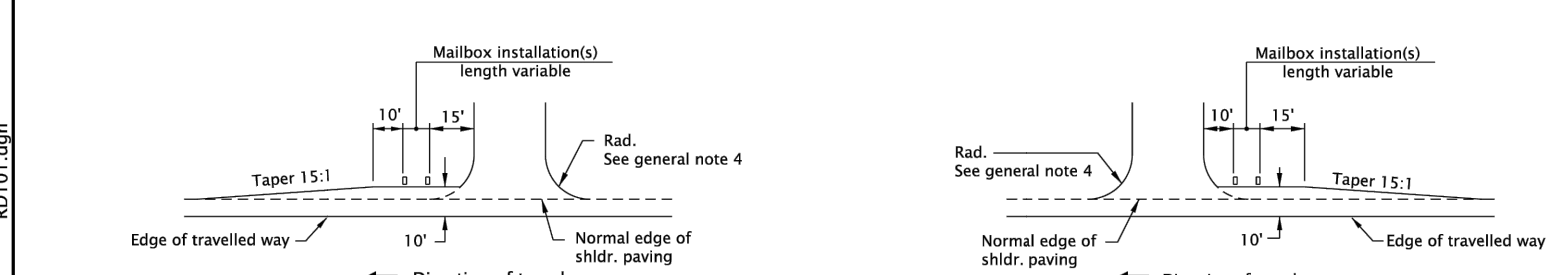 Mailbox installation(s)
length variable
10'
15'
Rad.
See general note 4
Taper 15:1
Edge of travelled way
10'
Normal edge of
shldr. paving
Mailbox installation(s)
length variable
10'
15'
Rad.
See general note 4
Taper 15:1
Normal edge of
shldr. paving
10'
Edge of travelled way